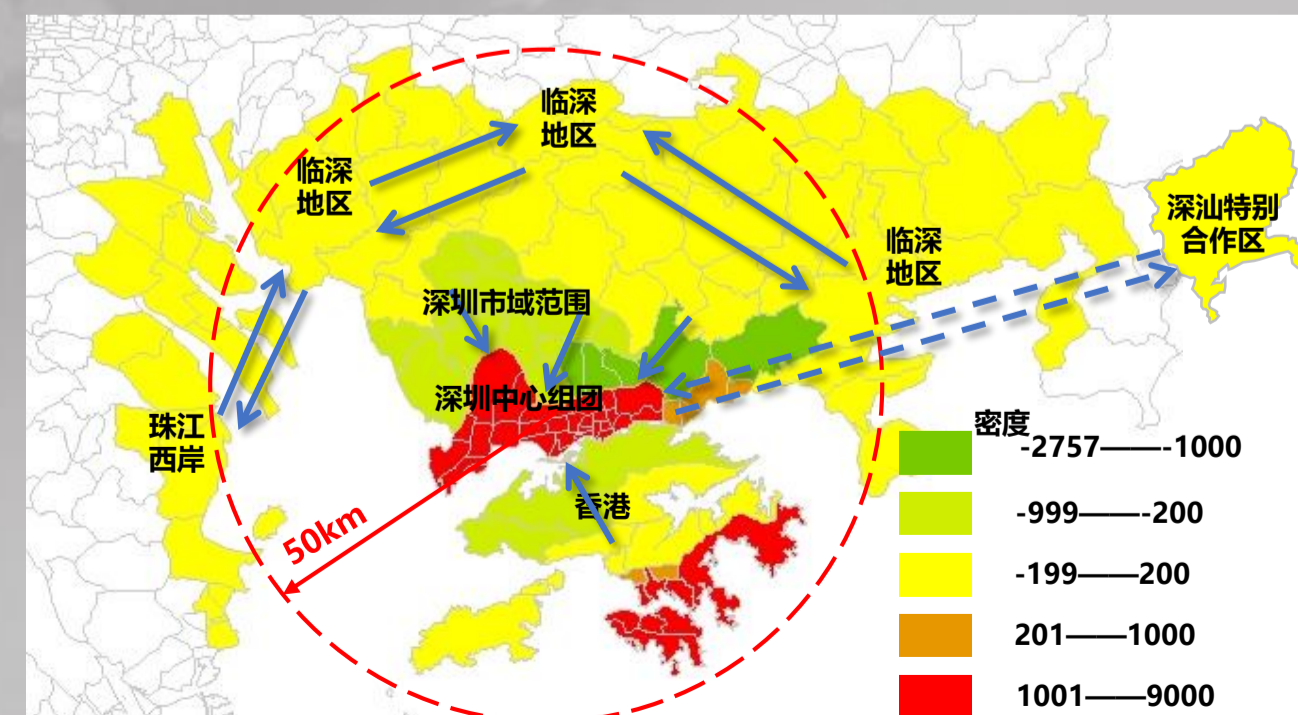 临深
地区
临深
地区
深汕特别
合作区
临深
地区
深圳市域范围
深圳中心组团
珠江
西岸
香港
50km
密度
-2757——-1000
-999——-200
-199——200
201——1000
1001——9000